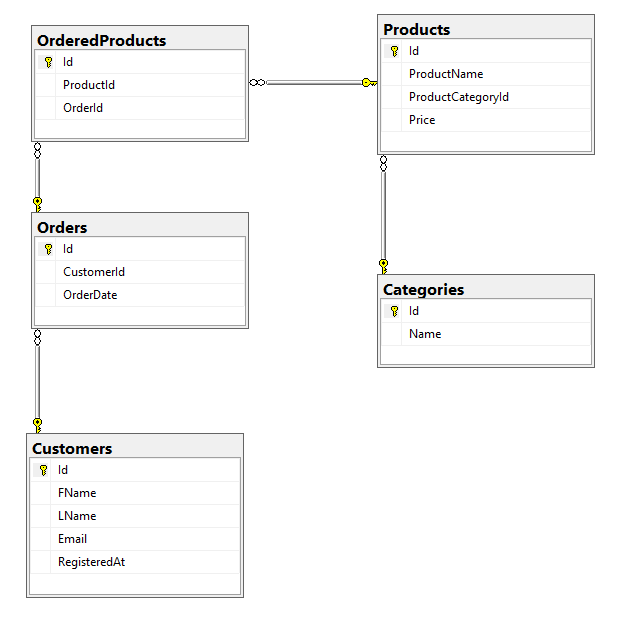 OrderedProducts
Id
ProductId
OrderId
Products
Id
ProductName
ProductCategoryId
Price
Orders
Id
CustomerId
OrderDate
Categories
Id
Name
Customers
Id
FName
LName
Email
RegisteredAt